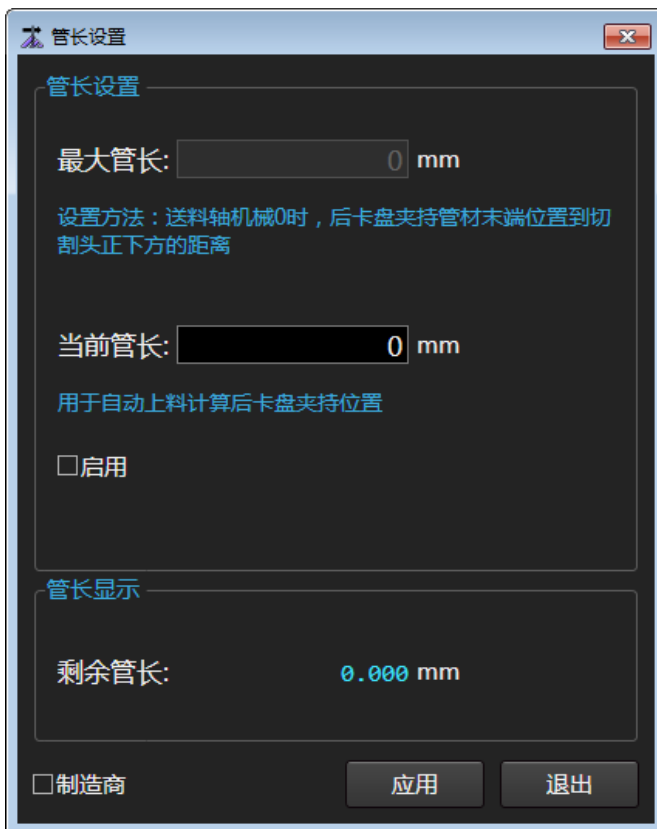 管长设置
管长设置
最大管长: 0 mm
设置方法：送料轴机械0时，后卡盘夹持管材末端位置到切
割头正下方的距离
当前管长: 0 mm
用于自动上料计算后卡盘夹持位置
启用
管长显示
剩余管长: 0.000 mm
制造商 应用 退出